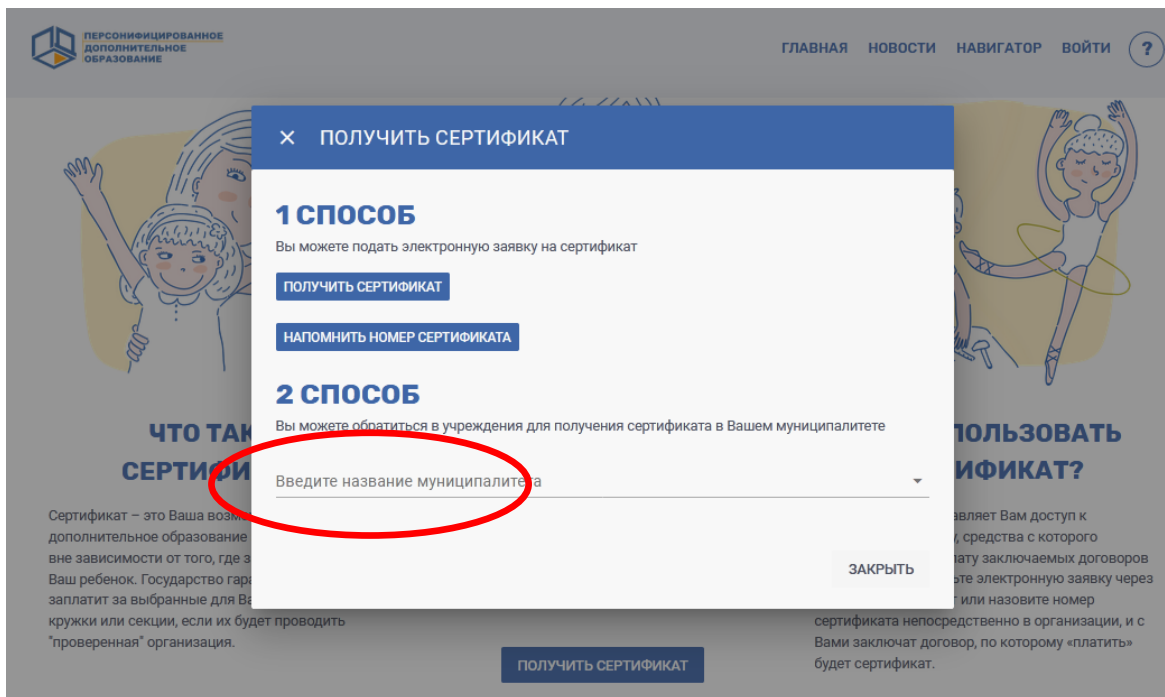 ПЕРСОНИФИЦИРОВАННОЕ
ДОПОЛНИТЕЛЬНОЕ
ОБРАЗОВАНИЕ
ГЛАВНАЯ НОВОСТИ НАВИГАТОР ВОЙТИ ?
× ПОЛУЧИТЬ СЕРТИФИКАТ
1 СПОСОБ
Вы можете подать электронную заявку на сертификат
ПОЛУЧИТЬ СЕРТИФИКАТ
НАПОМНИТЬ НОМЕР СЕРТИФИКАТА
2 СПОСОБ
Вы можете обратиться в учреждения для получения сертификата в Вашем муниципалитете
Введите название муниципалитета
ЗАКРЫТЬ
ЧТО ТАК
СЕРТИФИ
Сертификат – это Ваша возм
дополнительное образование
вне зависимости от того, где з
Ваш ребенок. Государство гара
заплатит за выбранные для Ва
кружки или секции, если их будет проводить
"проверенная" организация.
ПОЛУЧИТЬ СЕРТИФИКАТ
ПОЛЬЗОВАТЬ
ИФИКАТ?
авляет Вам доступ к
у, средства с которого
лату заключаемых договоров
ьте электронную заявку через
т или назовите номер
сертификата непосредственно в организации, и с
Вами заключат договор, по которому «платить»
будет сертификат.